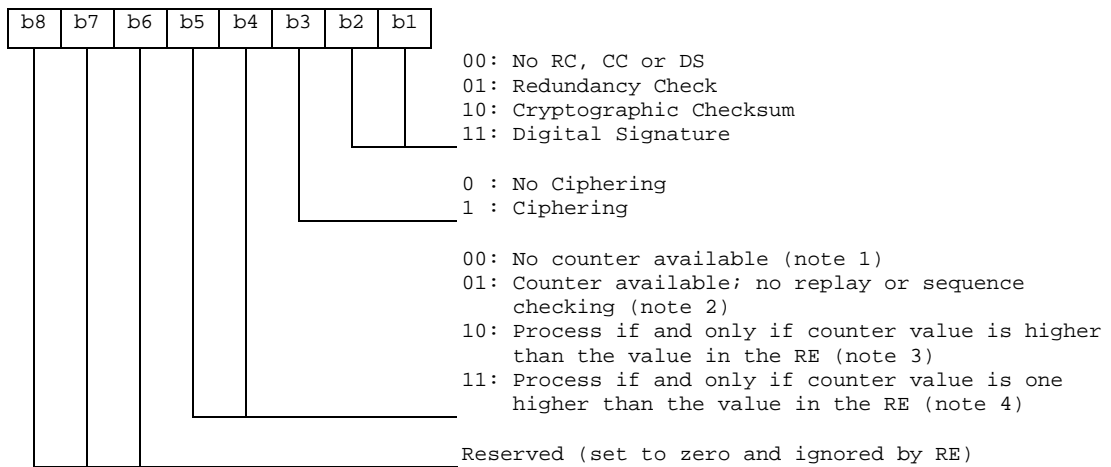 b8 b7 b6 b5 b4 b3 b2 b1
00: No RC, CC or DS
01: Redundancy Check
10: Cryptographic Checksum
11: Digital Signature
0 : No Ciphering
1 : Ciphering
00: No counter available (note 1)
01: Counter available; no replay or sequence
checking (note 2)
10: Process if and only if counter value is higher
than the value in the RE (note 3)
11: Process if and only if counter value is one
higher than the value in the RE (note 4)
Reserved (set to zero and ignored by RE)